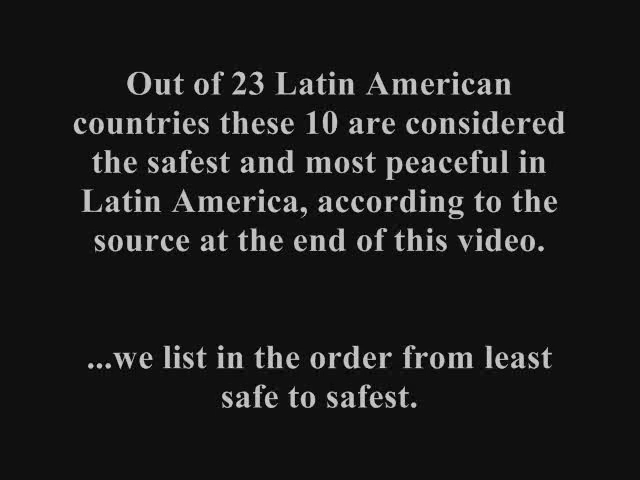 Out of 23 Latin American
countries these 10 are considered
the safest and most peaceful in
Latin America, according to the
source at the end of this video.
...we list in the order from least
safe to safest.